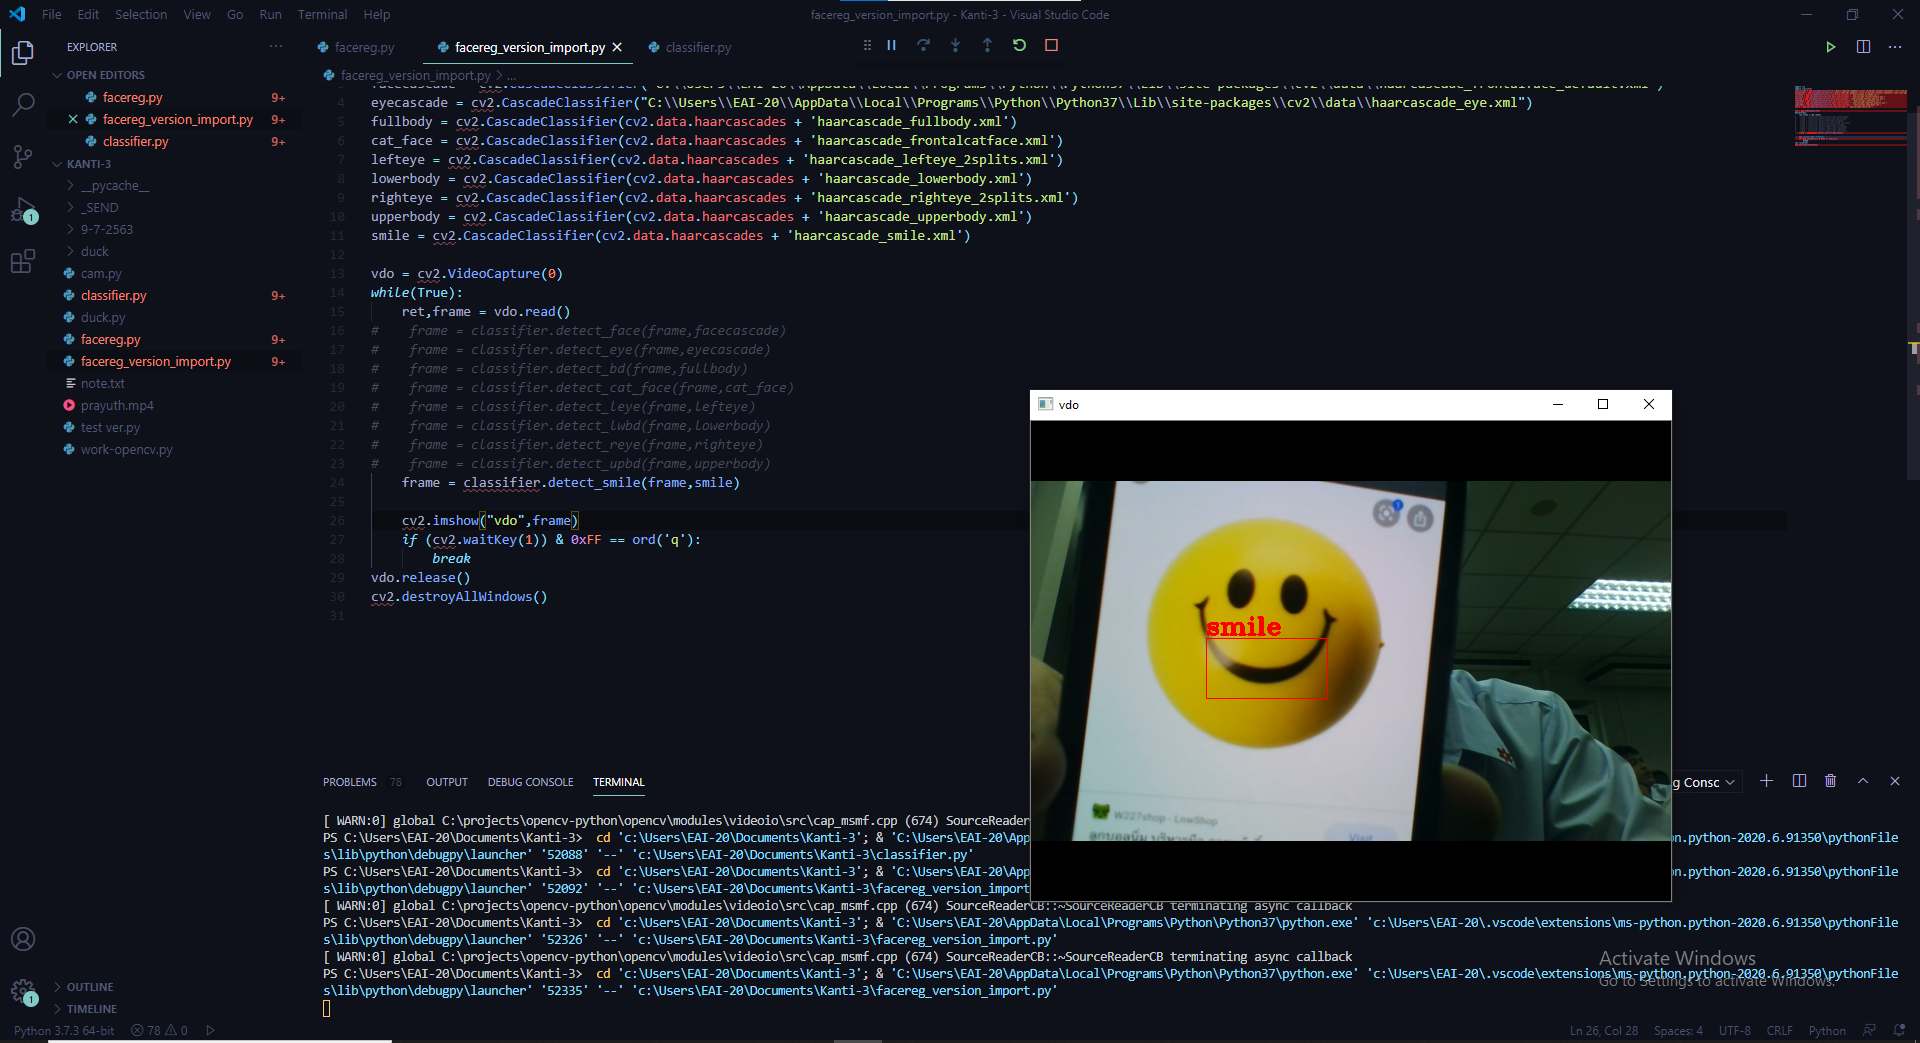 File Edit Selection View Go Run Terminal Help
facereg_version_import.py - Kanti-3 - Visual Studio Code
EXPLORER
OPEN EDITORS
facereg.py 9+
facereg_version_import.py 9+
classifier.py 9+
KANTI-3
__pycache__
_SEND
9-7-2563
duck
cam.py
classifier.py 9+
duck.py
facereg.py 9+
facereg_version_import.py 9+
note.txt
prayuth.mp4
test ver.py
work-opencv.py
OUTLINE
TIMELINE
facereg.py facereg_version_import.py classifier.py
facereg_version_import.py > ...
4 eyecascade = cv2.CascadeClassifier("C:\\Users\\EAI-20\\AppData\\Local\\Programs\\Python\\Python37\\Lib\\site-packages\\cv2\\data\\haarcascade_eye.xml")
5 fullbody = cv2.CascadeClassifier(cv2.data.haarcascades + 'haarcascade_fullbody.xml')
6 cat_face = cv2.CascadeClassifier(cv2.data.haarcascades + 'haarcascade_frontalcatface.xml')
7 lefteye = cv2.CascadeClassifier(cv2.data.haarcascades + 'haarcascade_lefteye_2splits.xml')
8 lowerbody = cv2.CascadeClassifier(cv2.data.haarcascades + 'haarcascade_lowerbody.xml')
9 righteye = cv2.CascadeClassifier(cv2.data.haarcascades + 'haarcascade_righteye_2splits.xml')
10 upperbody = cv2.CascadeClassifier(cv2.data.haarcascades + 'haarcascade_upperbody.xml')
11 smile = cv2.CascadeClassifier(cv2.data.haarcascades + 'haarcascade_smile.xml')
12
13 vdo = cv2.VideoCapture(0)
14 while(True):
15 ret,frame = vdo.read()
16 # frame = classifier.detect_face(frame,facecascade)
17 # frame = classifier.detect_eye(frame,eyecascade)
18 # frame = classifier.detect_bd(frame,fullbody)
19 # frame = classifier.detect_cat_face(frame,cat_face)
20 # frame = classifier.detect_leye(frame,lefteye)
21 # frame = classifier.detect_lwbd(frame,lowerbody)
22 # frame = classifier.detect_reye(frame,righteye)
23 # frame = classifier.detect_upbd(frame,upperbody)
24 frame = classifier.detect_smile(frame,smile)
25
26 cv2.imshow("vdo",frame)
27 if (cv2.waitKey(1)) & 0xFF == ord('q'):
28 break
29 vdo.release()
30 cv2.destroyAllWindows()
31
vdo
smile
W227shop - LnwShop
Visit
PROBLEMS 78 OUTPUT DEBUG CONSOLE TERMINAL
g Consc
[ WARN:0] global C:\projects\opencv-python\opencv\modules\videoio\src\cap_msmf.cpp (674) SourceReader
PS C:\Users\EAI-20\Documents\Kanti-3> cd 'c:\Users\EAI-20\Documents\Kanti-3'; & 'C:\Users\EAI-20\App n.python-2020.6.91350\pythonFile
s\lib\python\debugpy\launcher' '52088' '--' 'c:\Users\EAI-20\Documents\Kanti-3\classifier.py'
PS C:\Users\EAI-20\Documents\Kanti-3> cd 'c:\Users\EAI-20\Documents\Kanti-3'; & 'C:\Users\EAI-20\App n.python-2020.6.91350\pythonFile
s\lib\python\debugpy\launcher' '52092' '--' 'c:\Users\EAI-20\Documents\Kanti-3\facereg_version_import
[ WARN:0] global C:\projects\opencv-python\opencv\modules\videoio\src\cap_msmf.cpp (674) SourceReaderCB::~SourceReaderCB terminating async callback
PS C:\Users\EAI-20\Documents\Kanti-3> cd 'c:\Users\EAI-20\Documents\Kanti-3'; & 'C:\Users\EAI-20\AppData\Local\Programs\Python\Python37\python.exe' 'c:\Users\EAI-20\.vscode\extensions\ms-python.python-2020.6.91350\pythonFile
s\lib\python\debugpy\launcher' '52326' '--' 'c:\Users\EAI-20\Documents\Kanti-3\facereg_version_import.py'
[ WARN:0] global C:\projects\opencv-python\opencv\modules\videoio\src\cap_msmf.cpp (674) SourceReaderCB::~SourceReaderCB terminating async callback
PS C:\Users\EAI-20\Documents\Kanti-3> cd 'c:\Users\EAI-20\Documents\Kanti-3'; & 'C:\Users\EAI-20\AppData\Local\Programs\Python\Python37\python.exe' 'c:\Users\EAI-20\.vscode\extensions\ms-python.python-2020.6.91350\pythonFile
s\lib\python\debugpy\launcher' '52335' '--' 'c:\Users\EAI-20\Documents\Kanti-3\facereg_version_import.py'
Activate Windows
Go to Settings to activate Windows.
Python 3.7.3 64-bit 78 0
Ln 26, Col 28 Spaces: 4 UTF-8 CRLF Python